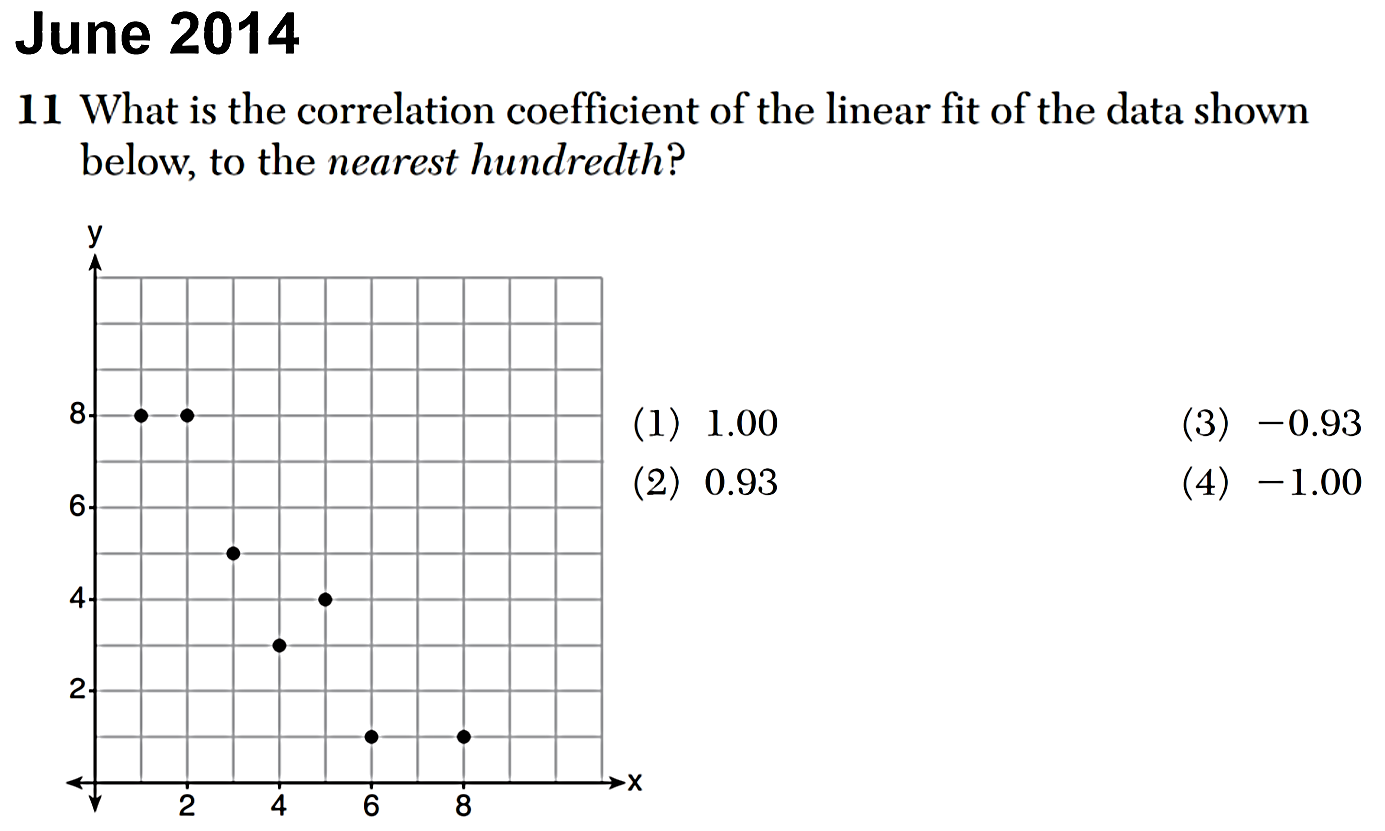 June 2014
11 What is the correlation coefficient of the linear fit of the data shown
below, to the nearest hundredth?
y
8
6
4
2
2 4 6 8
x
(1) 1.00 (3) −0.93
(2) 0.93 (4) −1.00